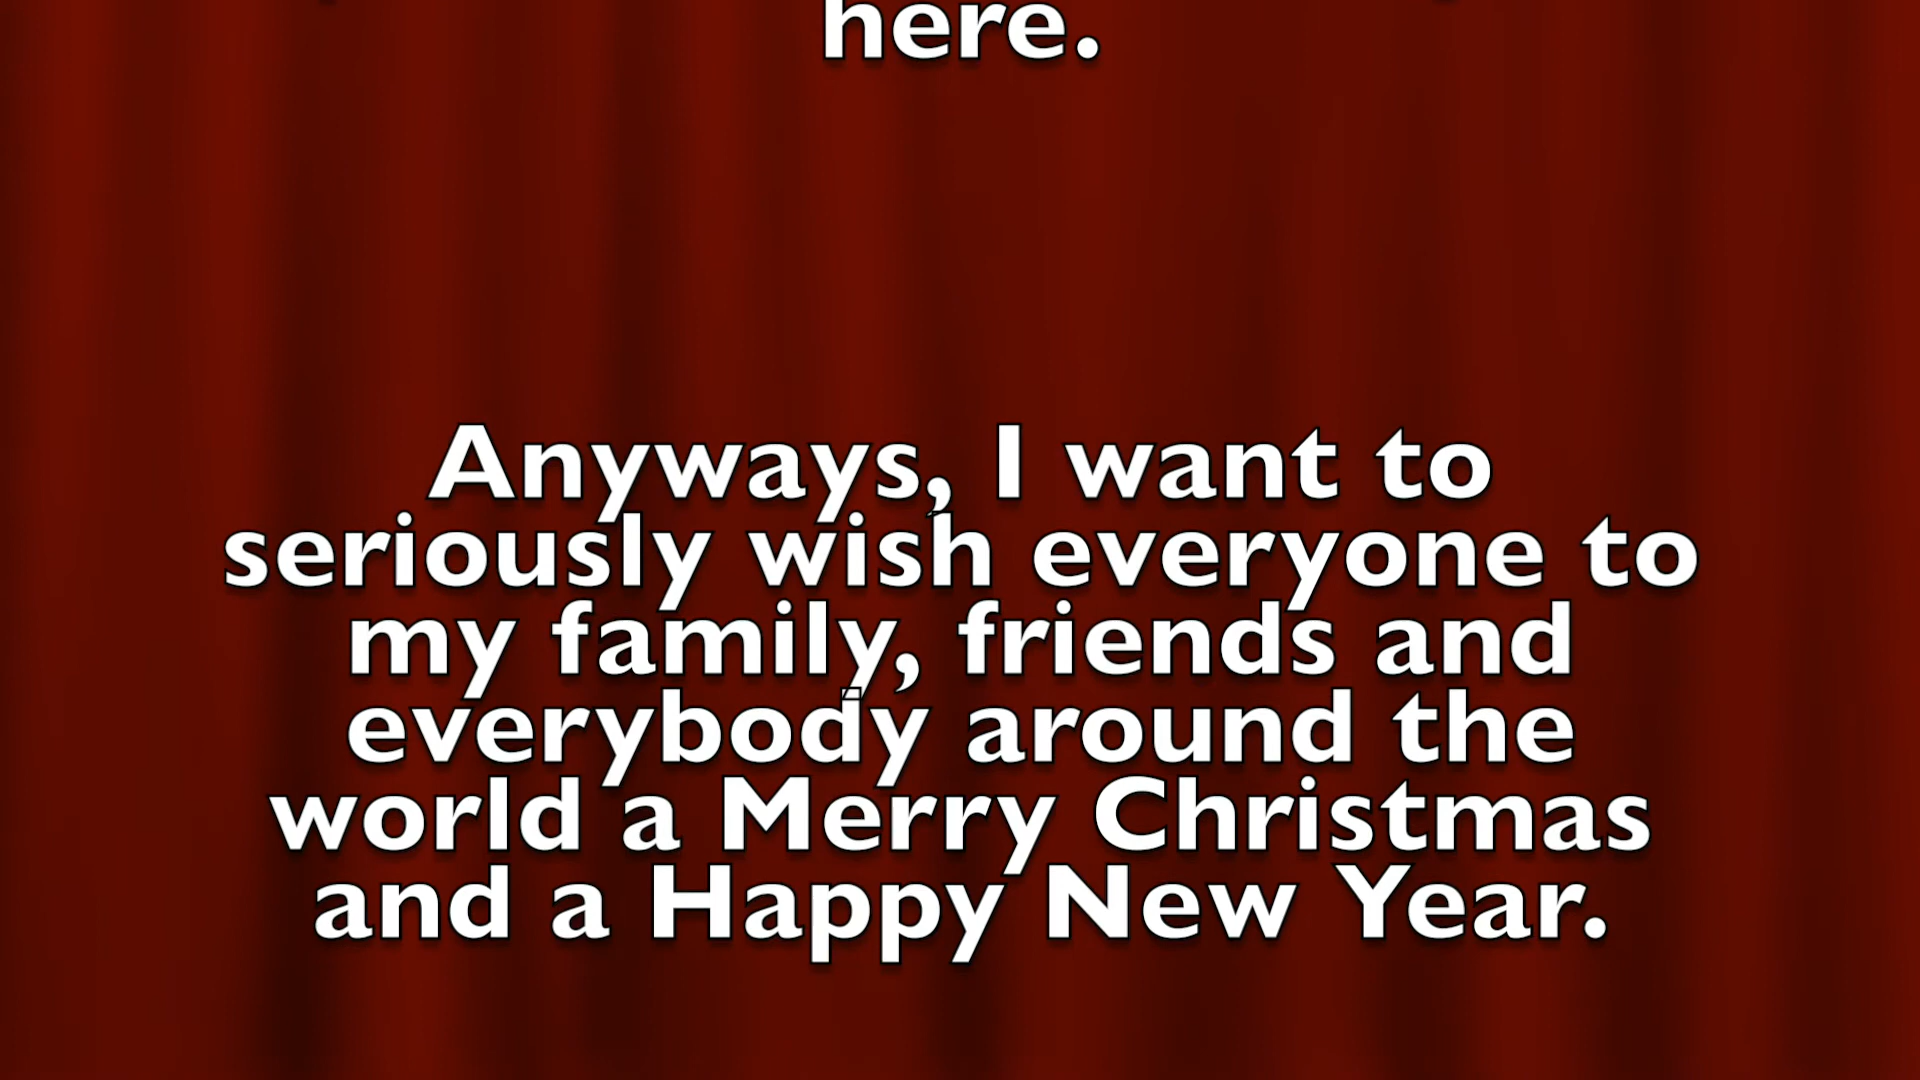 here.
Anyways, I want to
seriously wish everyone to
my family, friends and
everybody around the
world a Merry Christmas
and a Happy New Year.